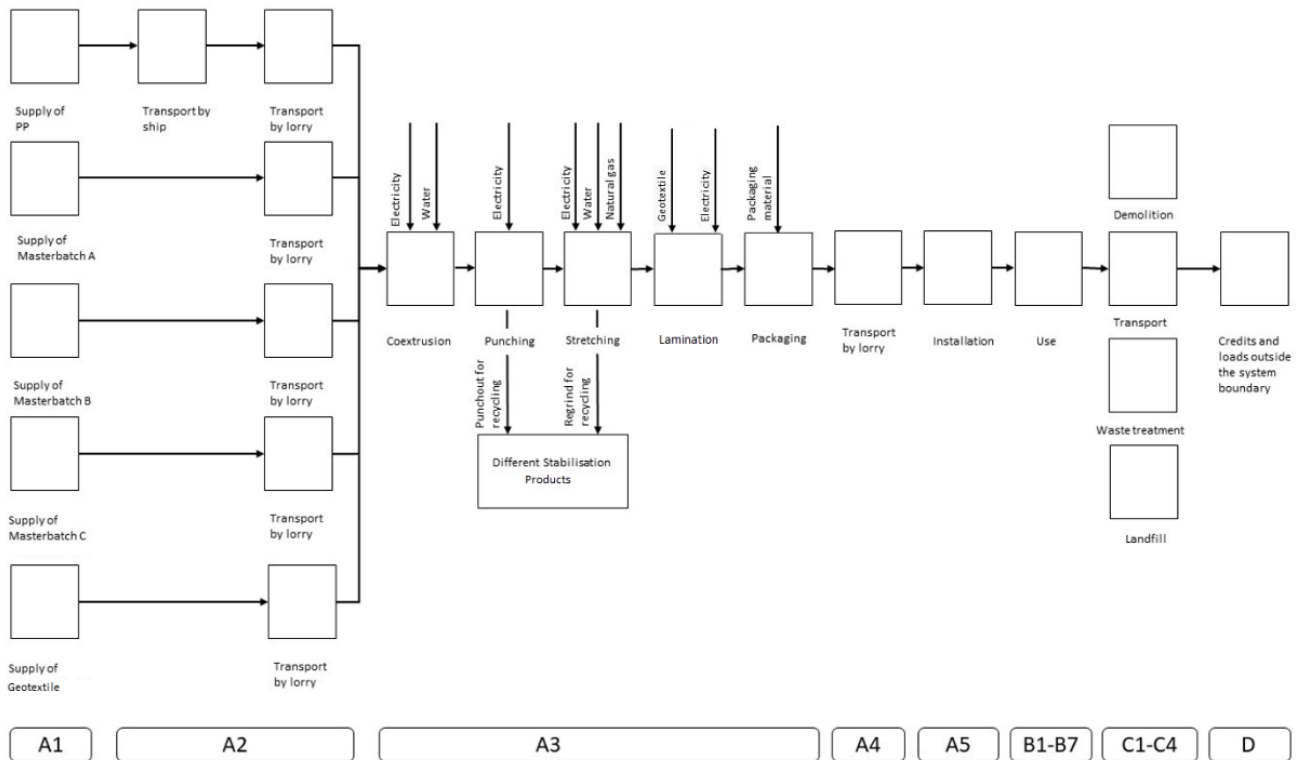 Supply of
PP
Transport by
ship
Transport
by lorry
Supply of
Masterbatch A
Transport
by lorry
Supply of
Masterbatch B
Transport
by lorry
Supply of
Masterbatch C
Transport
by lorry
Supply of
Geotextile
Transport
by lorry
Electricity
Water
Electricity
Electricity
Water
Natural gas
Geotextile
Electricity
Packaging
material
Coextrusion
Punching
Stretching
Lamination
Packaging
Transport
by lorry
Installation
Use
Demolition
Transport
Waste treatment
Landfill
Credits and
loads outside
the system
boundary
Punchout for
recycling
Regrind for
recycling
Different Stabilisation
Products
A1
A2
A3
A4
A5
B1-B7
C1-C4
D